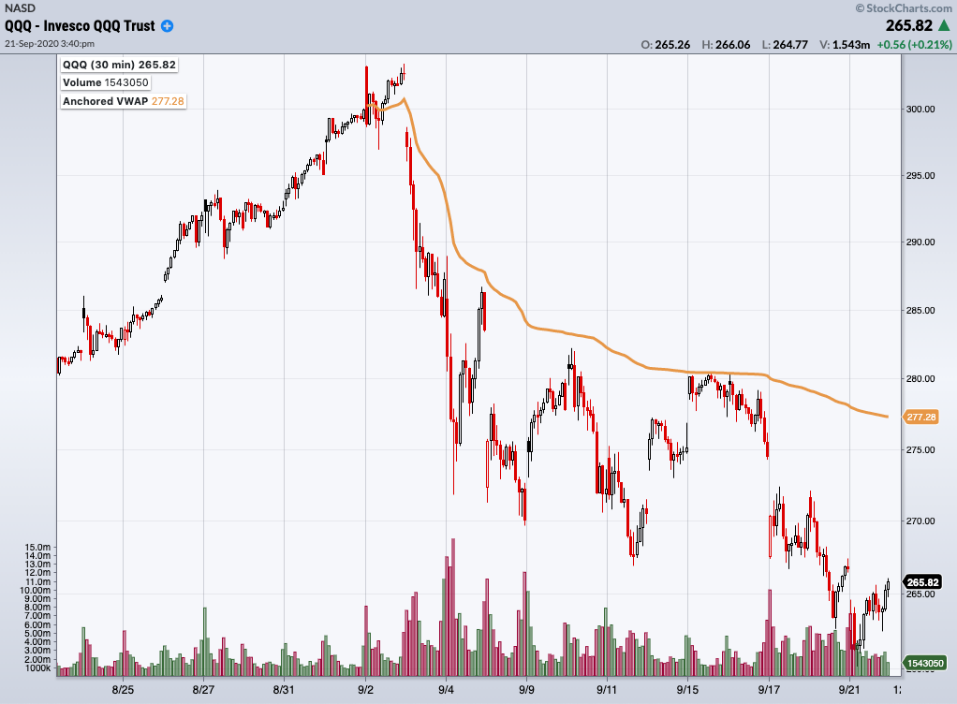 NASD
© StockCharts.com
QQQ - Invesco QQQ Trust +
265.82 ▲
21-Sep-2020 3:40:pm
O: 265.26 H: 266.06 L: 264.77 V: 1.543m +0.56 (+0.21%)
QQQ (30 min) 265.82
Volume 1543050
Anchored VWAP 277.28
300.00
295.00
290.00
285.00
280.00
277.28
275.00
270.00
265.82
265.00
15.0m
14.0m
13.0m
12.0m
11.0m
10.00m
9.00m
8.00m
7.00m
6.00m
5.00m
4.00m
3.00m
2.00m
1000k
1543050
8/25 8/27 8/31 9/2 9/4 9/9 9/11 9/15 9/17 9/21